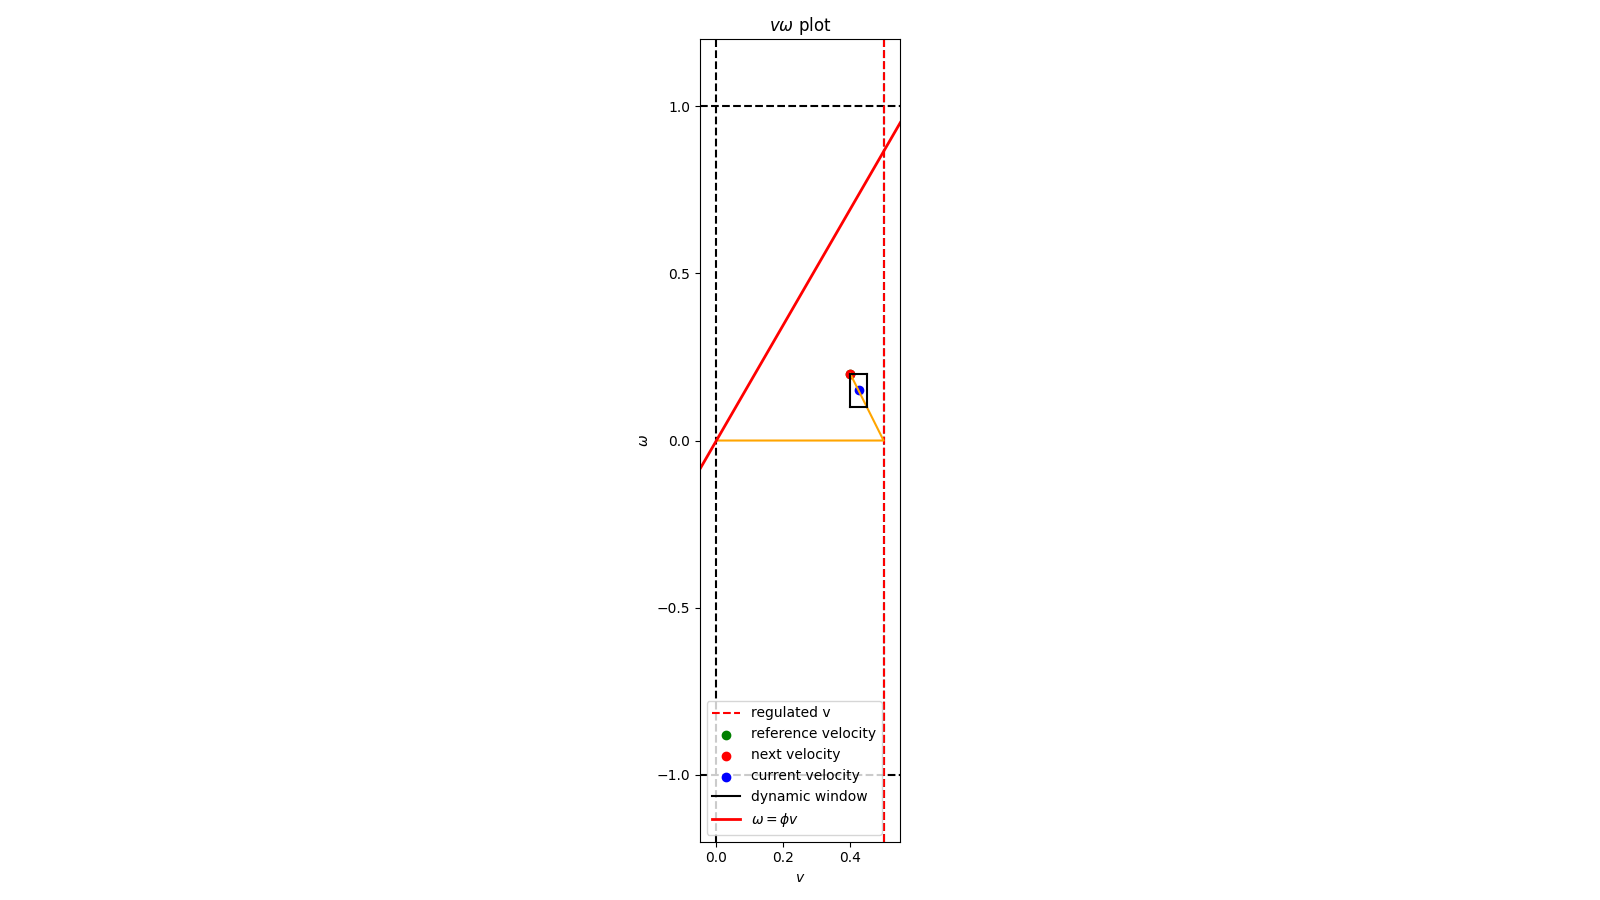 vω plot
1.0
0.5
0.0
−0.5
−1.0
ω
regulated v
reference velocity
next velocity
current velocity
dynamic window
ω = ϕv
0.0 0.2 0.4
v